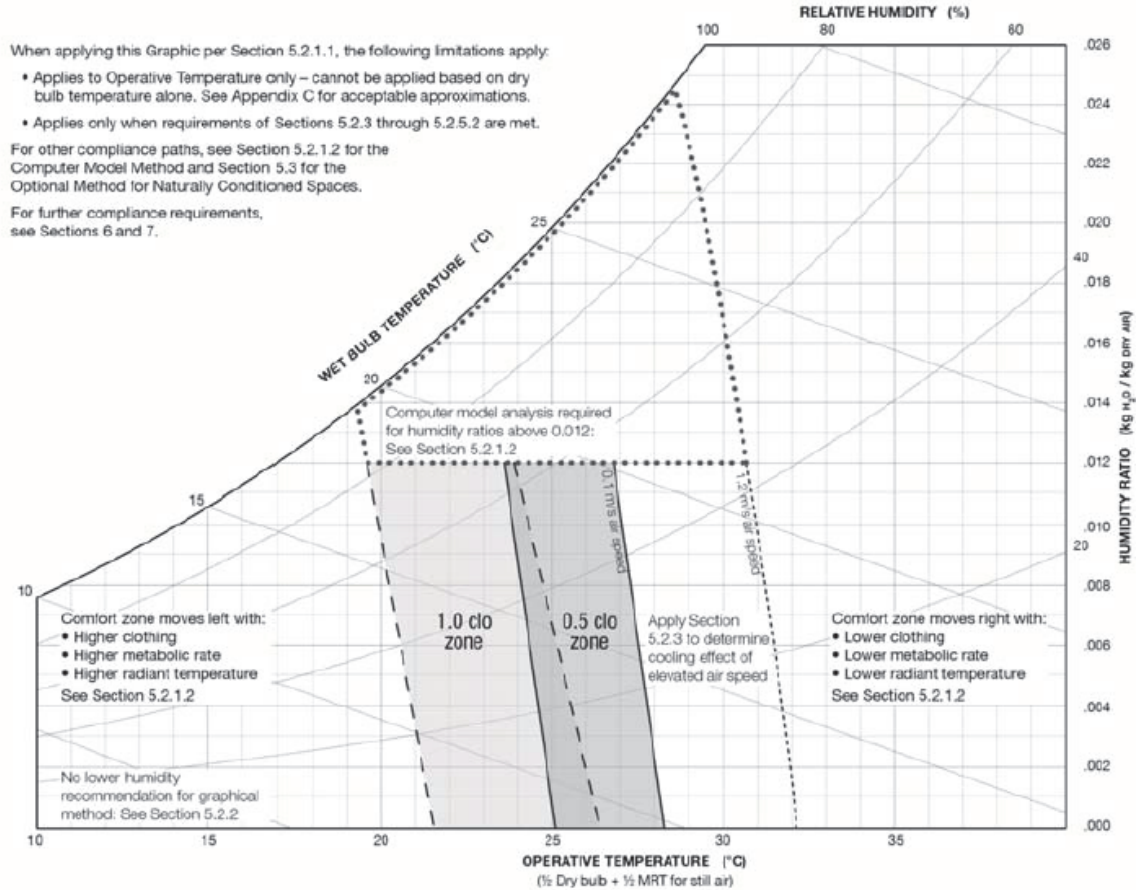 RELATIVE HUMIDITY (%)
100
80
60
When applying this Graphic per Section 5.2.1.1, the following limitations apply:
• Applies to Operative Temperature only – cannot be applied based on dry
bulb temperature alone. See Appendix C for acceptable approximations.
• Applies only when requirements of Sections 5.2.3 through 5.2.5.2 are met.
For other compliance paths, see Section 5.2.1.2 for the
Computer Model Method and Section 5.3 for the
Optional Method for Naturally Conditioned Spaces.
For further compliance requirements,
see Sections 6 and 7.
WET BULB TEMPERATURE (°C)
25
20
15
10
Computer model analysis required
for humidity ratios above 0.012:
See Section 5.2.1.2
0.1 m/s air speed
1.2 m/s air speed
Comfort zone moves left with:
• Higher clothing
• Higher metabolic rate
• Higher radiant temperature
See Section 5.2.1.2
1.0 clo
zone
0.5 clo
zone
Apply Section
5.2.3 to determine
cooling effect of
elevated air speed
Comfort zone moves right with:
• Lower clothing
• Lower metabolic rate
• Lower radiant temperature
See Section 5.2.1.2
No lower humidity
recommendation for graphical
method: See Section 5.2.2
.026
.024
.022
.020
40
.018
.016
.014
.012
.010
20
.008
.006
.004
.002
.000
HUMIDITY RATIO (kg H₂O / kg DRY AIR)
10
15
20
25
30
35
OPERATIVE TEMPERATURE (°C)
(½ Dry bulb + ½ MRT for still air)